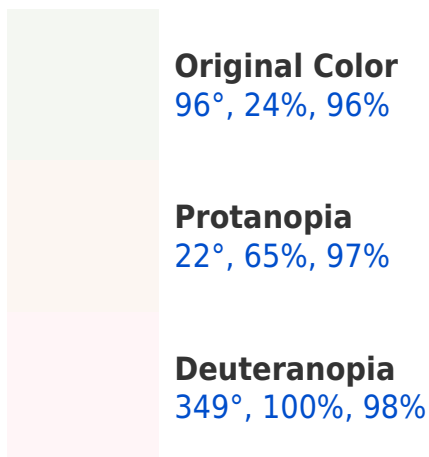 Original Color
96°, 24%, 96%
Protanopia
22°, 65%, 97%
Deuteranopia
349°, 100%, 98%